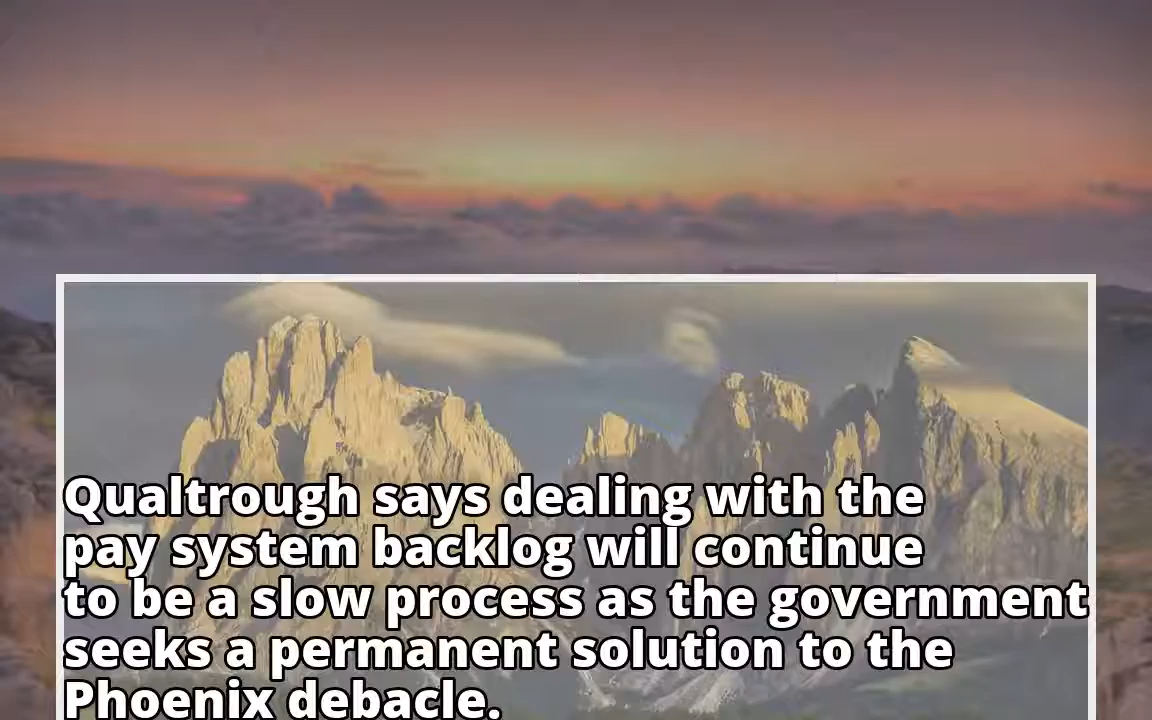 Qualtrough says dealing with the
pay system backlog will continue
to be a slow process as the government
seeks a permanent solution to the
Phoenix debacle.